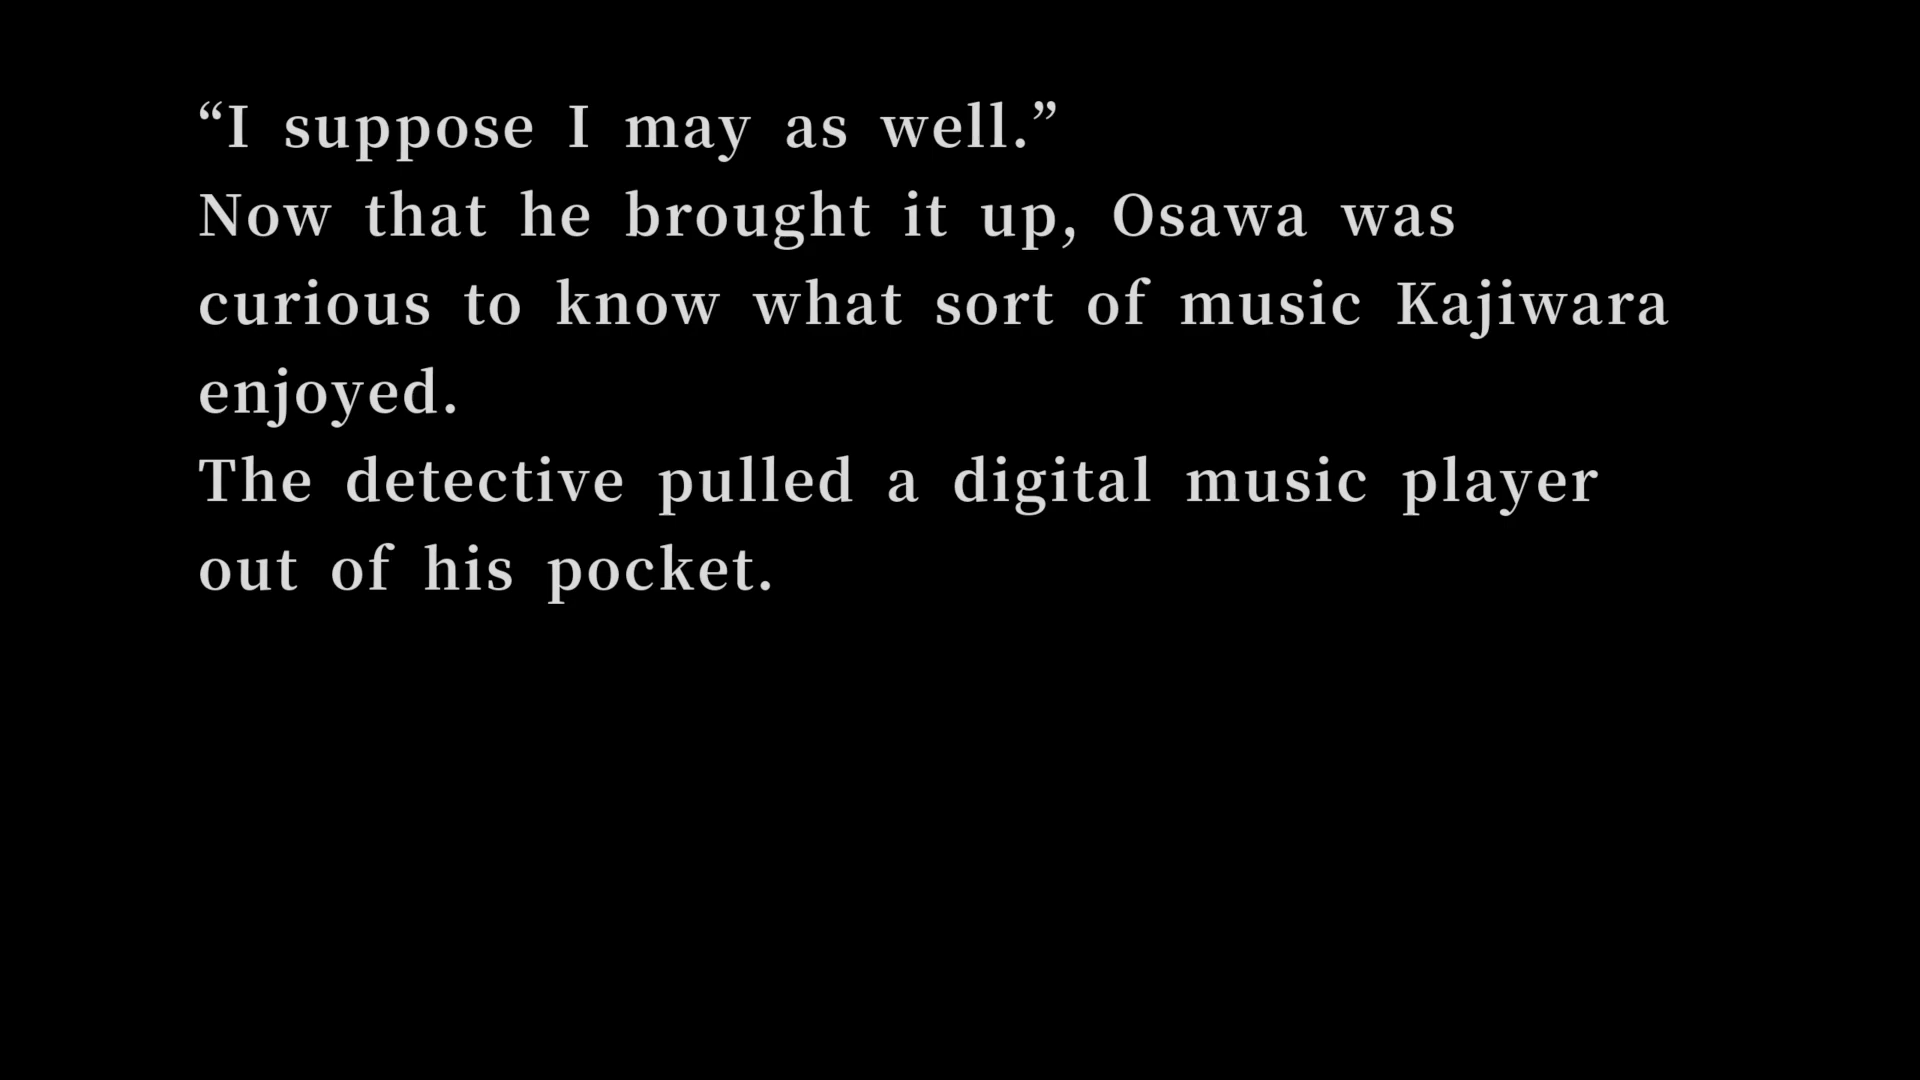 “I suppose I may as well.”
Now that he brought it up, Osawa was
curious to know what sort of music Kajiwara
enjoyed.
The detective pulled a digital music player
out of his pocket.